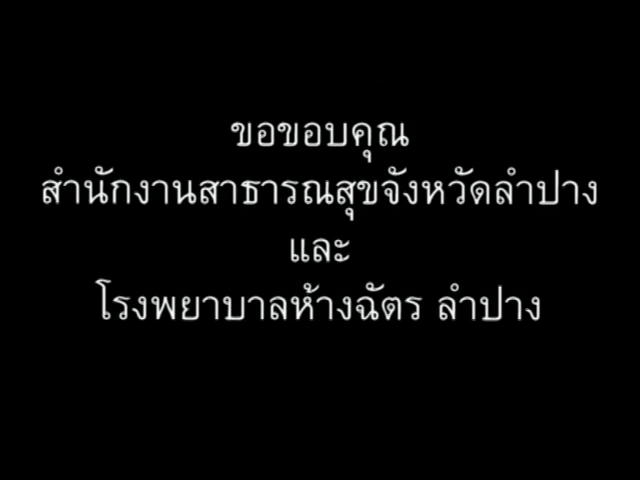 ขอขอบคุณ
สำนักงานสาธารณสุขจังหวัดลำปาง
และ
โรงพยาบาลห้างฉัตร ลำปาง